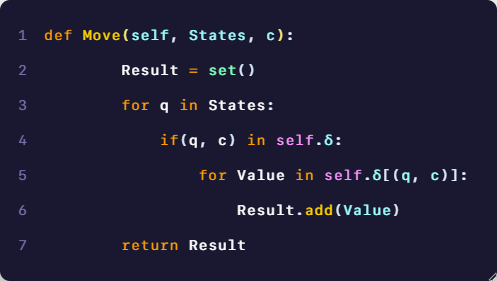 1 def Move(self, States, c):
2         Result = set()
3         for q in States:
4             if(q, c) in self.δ:
5                 for Value in self.δ[(q, c)]:
6                     Result.add(Value)
7         return Result